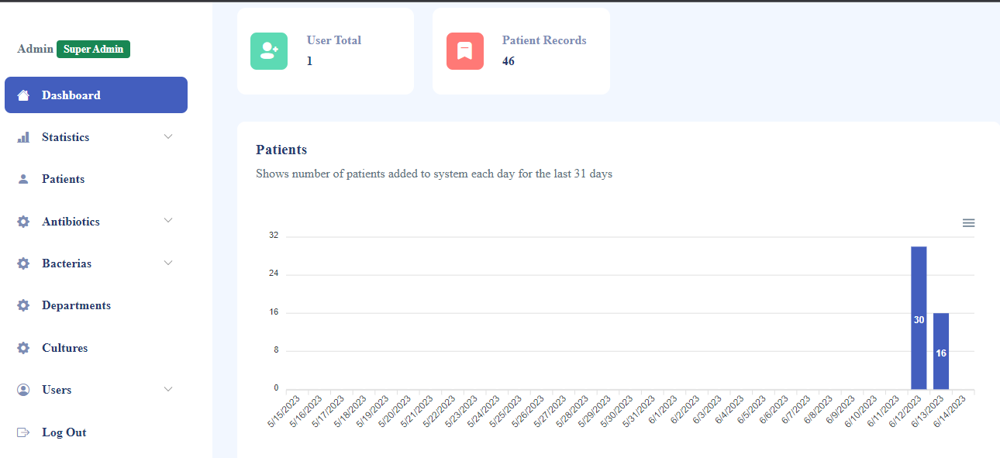 Admin Super Admin
Dashboard
Statistics
Patients
Antibiotics
Bacterias
Departments
Cultures
Users
Log Out
User Total
1
Patient Records
46
Patients
Shows number of patients added to system each day for the last 31 days
32
24
16
8
0
30
16
5/15/2023
5/16/2023
5/17/2023
5/18/2023
5/19/2023
5/20/2023
5/21/2023
5/22/2023
5/23/2023
5/24/2023
5/25/2023
5/26/2023
5/27/2023
5/28/2023
5/29/2023
5/30/2023
5/31/2023
6/1/2023
6/2/2023
6/3/2023
6/4/2023
6/5/2023
6/6/2023
6/7/2023
6/8/2023
6/9/2023
6/10/2023
6/11/2023
6/12/2023
6/13/2023
6/14/2023